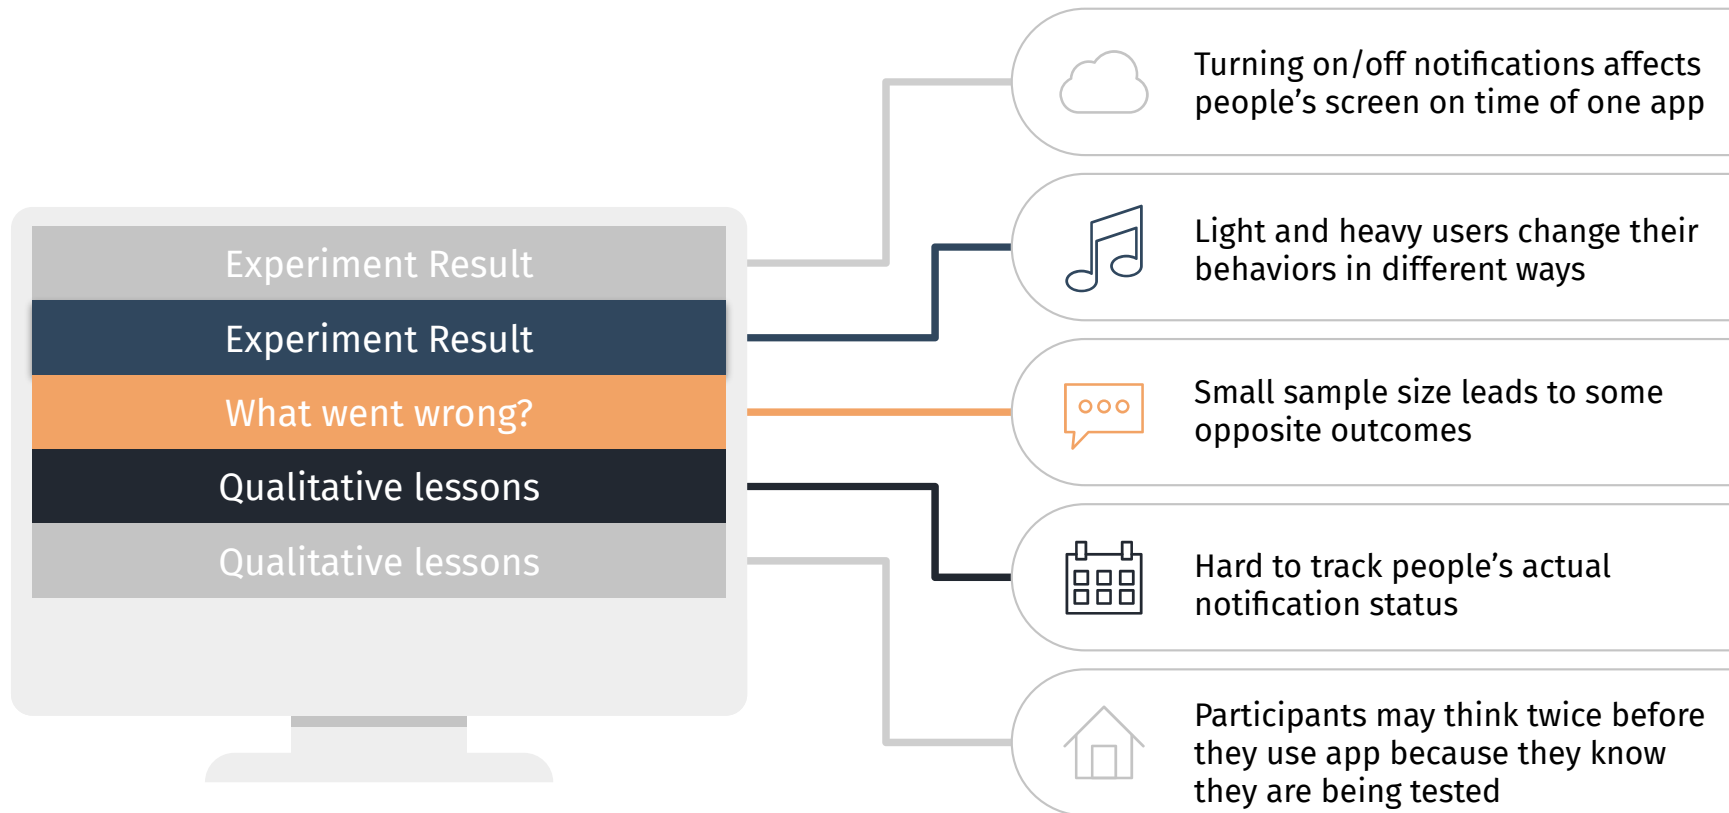 Experiment Result
Experiment Result
What went wrong?
Qualitative lessons
Qualitative lessons
Turning on/off notifications affects
people’s screen on time of one app
Light and heavy users change their
behaviors in different ways
Small sample size leads to some
opposite outcomes
Hard to track people’s actual
notification status
Participants may think twice before
they use app because they know
they are being tested